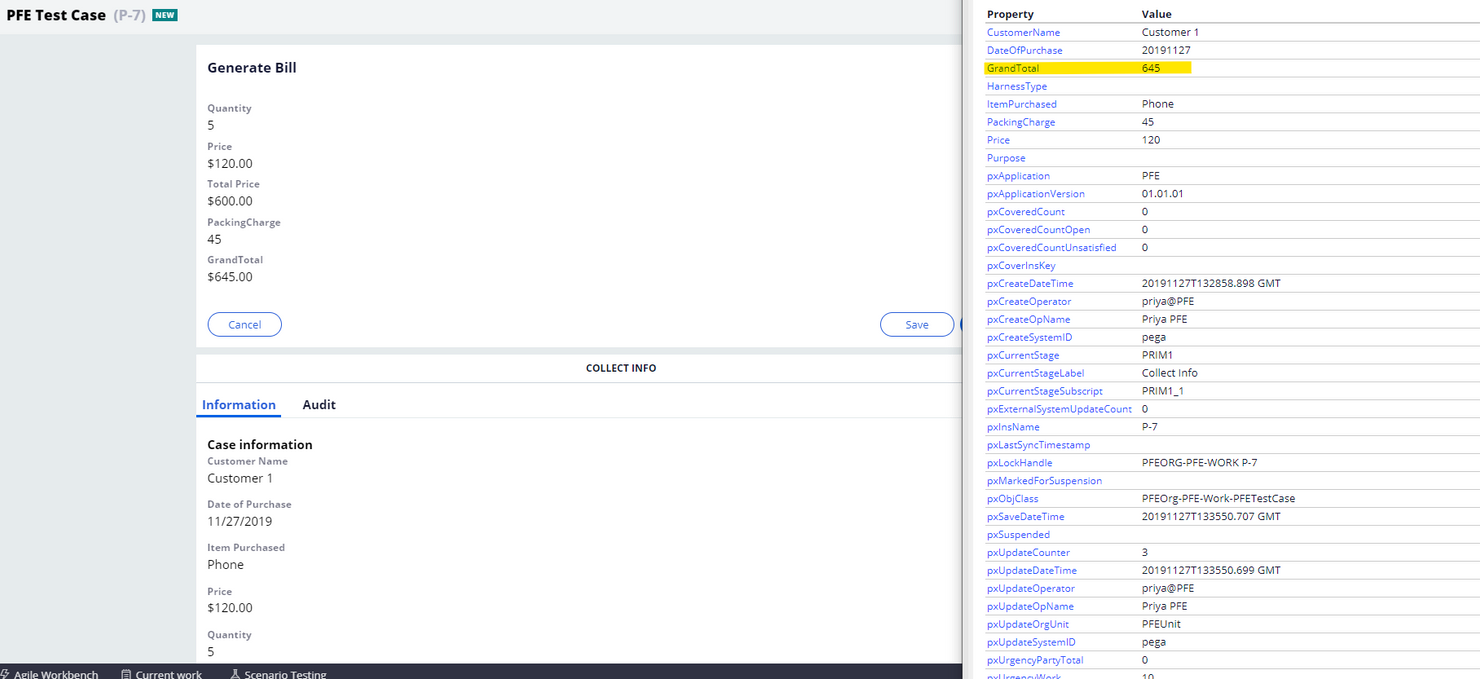 PFE Test Case (P-7) NEW
Generate Bill
Quantity
5
Price
$120.00
Total Price
$600.00
PackingCharge
45
GrandTotal
$645.00
Cancel Save
COLLECT INFO
Information Audit
Case information
Customer Name
Customer 1
Date of Purchase
11/27/2019
Item Purchased
Phone
Price
$120.00
Quantity
5
Agile Workbench Current work Scenario Testing
Property Value
CustomerName Customer 1
DateOfPurchase 20191127
GrandTotal 645
HarnessType
ItemPurchased Phone
PackingCharge 45
Price 120
Purpose
pxApplication PFE
pxApplicationVersion 01.01.01
pxCoveredCount 0
pxCoveredCountOpen 0
pxCoveredCountUnsatisfied 0
pxCoverInsKey
pxCreateDateTime 20191127T132858.898 GMT
pxCreateOperator priya@PFE
pxCreateOpName Priya PFE
pxCreateSystemID pega
pxCurrentStage PRIM1
pxCurrentStageLabel Collect Info
pxCurrentStageSubscript PRIM1_1
pxExternalSystemUpdateCount 0
pxInsName P-7
pxLastSyncTimestamp
pxLockHandle PFEORG-PFE-WORK P-7
pxMarkedForSuspension
pxObjClass PFEOrg-PFE-Work-PFETestCase
pxSaveDateTime 20191127T133550.707 GMT
pxSuspended
pxUpdateCounter 3
pxUpdateDateTime 20191127T133550.699 GMT
pxUpdateOperator priya@PFE
pxUpdateOpName Priya PFE
pxUpdateOrgUnit PFEUnit
pxUpdateSystemID pega
pxUrgencyPartyTotal 0
pxUrgencyWork 10